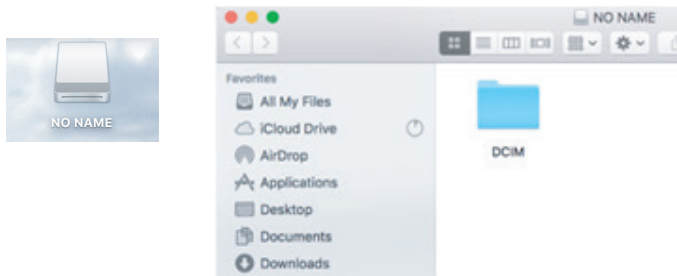 NO NAME
NO NAME
Favorites
All My Files
iCloud Drive
AirDrop
Applications
Desktop
Documents
Downloads
DCIM